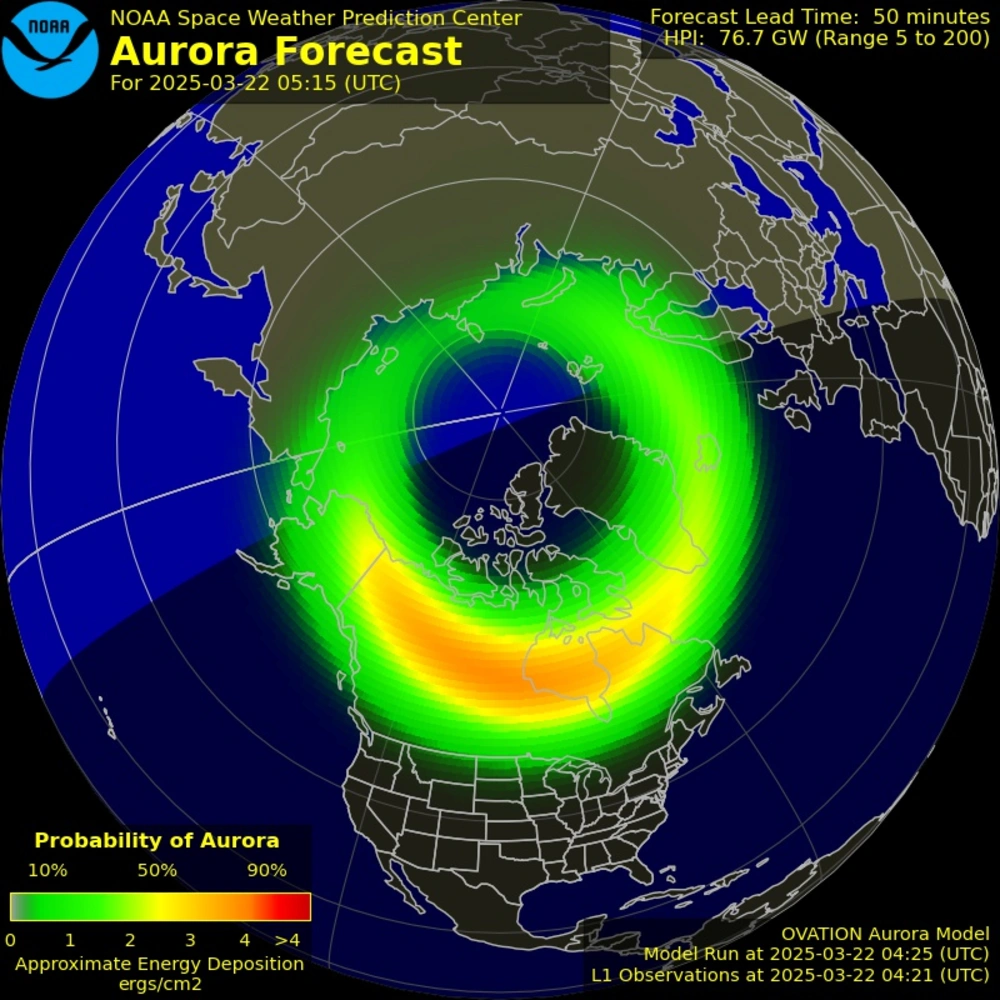 NOAA
NOAA Space Weather Prediction Center
Aurora Forecast
For 2025-03-22 05:15 (UTC)
Forecast Lead Time: 50 minutes
HPI: 76.7 GW (Range 5 to 200)
Probability of Aurora
10% 50% 90%
0 1 2 3 4 >4
Approximate Energy Deposition
ergs/cm2
OVATION Aurora Model
Model Run at 2025-03-22 04:25 (UTC)
L1 Observations at 2025-03-22 04:21 (UTC)